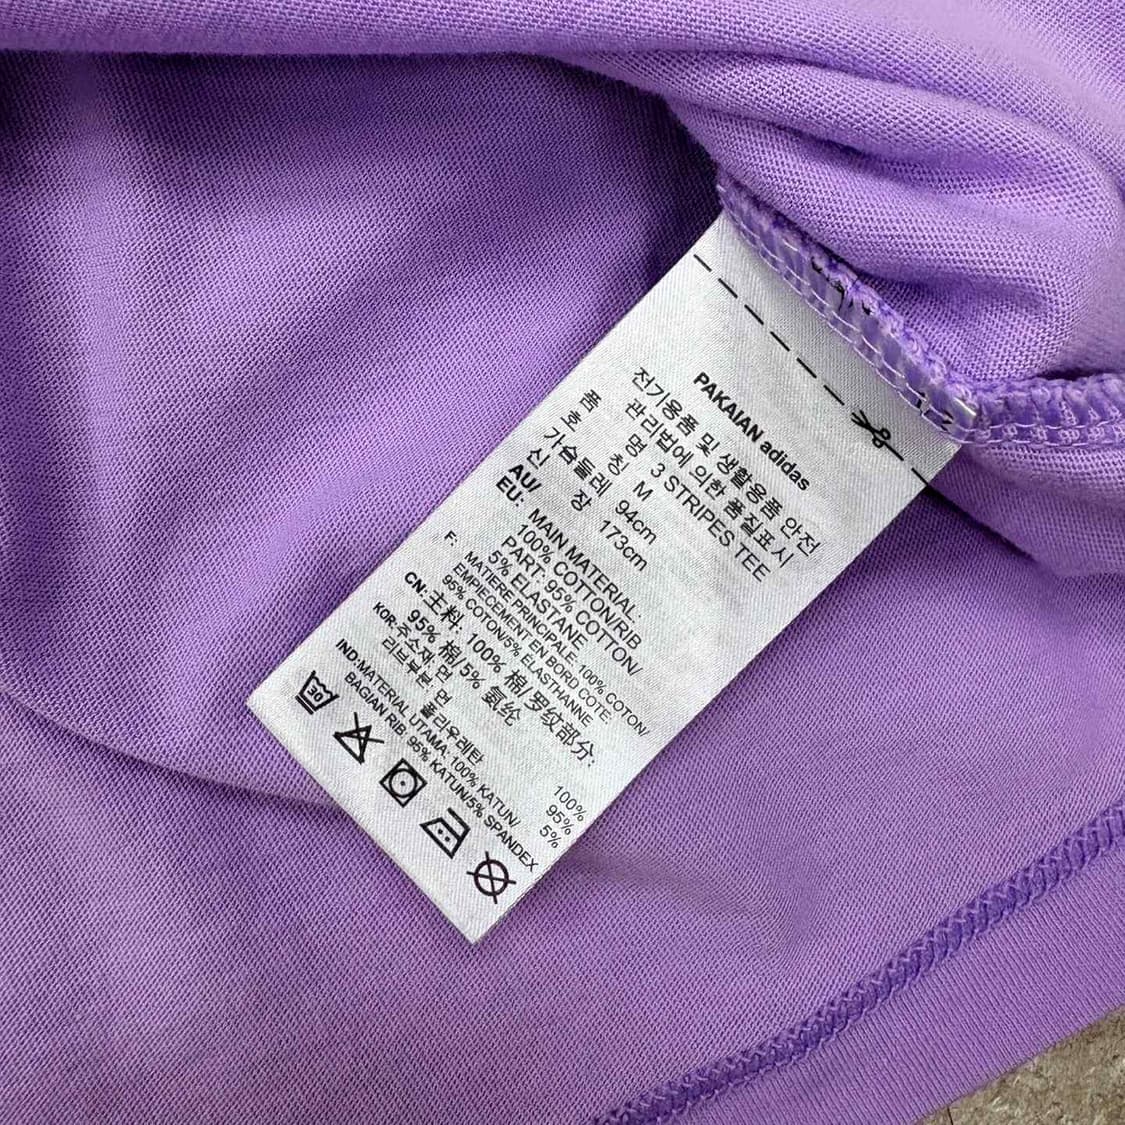 PAKAIAN adidas
전기용품 및 생활용품 안전
관리법에 의한 품질표시
품 명 3 STRIPES TEE
호 칭 M
가슴둘레 94cm
신 장 173cm
AU/
EU: MAIN MATERIAL
100% COTTON/RIB
PART: 95% COTTON/
5% ELASTANE
F: MATIERE PRINCIPALE: 100% COTON/
EMPIECEMENT EN BORD COTE:
95% COTON/5% ELASTHANNE
CN: 主料: 100% 棉/罗纹部分:
95% 棉/5% 氨纶
KOR: 주소재: 면 100%
리브부분: 면 95%
폴리우레탄 5%
IND: MATERIAL UTAMA: 100% KATUN/
BAGIAN RIB: 95% KATUN/5% SPANDEX
30